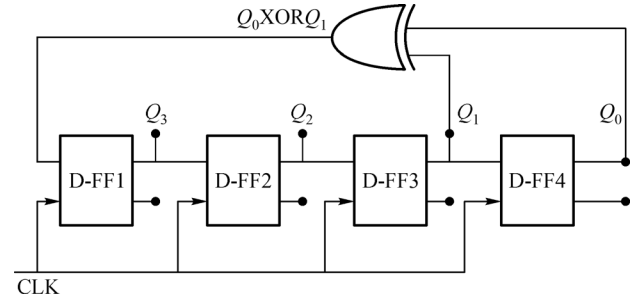 Q₀XORQ₁
Q₃ Q₂ Q₁ Q₀
D-FF1 D-FF2 D-FF3 D-FF4
CLK